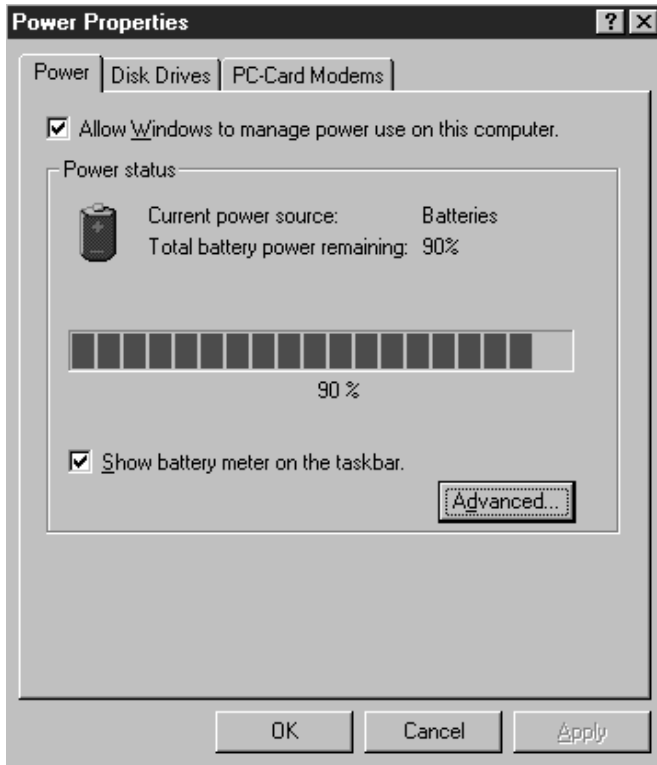 Power Properties
Power Disk Drives PC-Card Modems
Allow Windows to manage power use on this computer.
Power status
Current power source: Batteries
Total battery power remaining: 90%
90 %
Show battery meter on the taskbar.
Advanced...
OK Cancel Apply